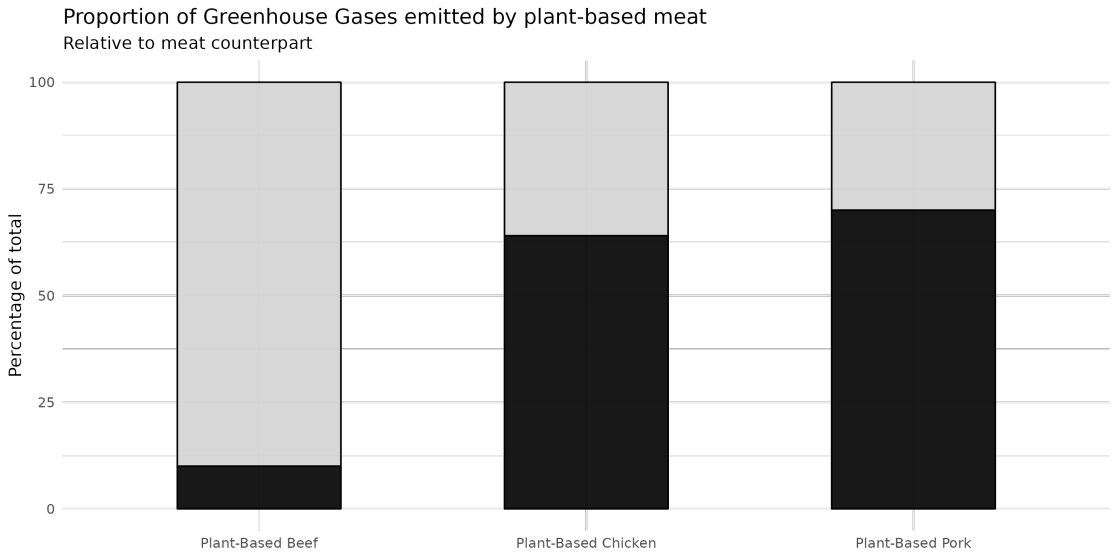 Proportion of Greenhouse Gases emitted by plant-based meat
Relative to meat counterpart
Percentage of total
100
75
50
25
0
Plant-Based Beef
Plant-Based Chicken
Plant-Based Pork